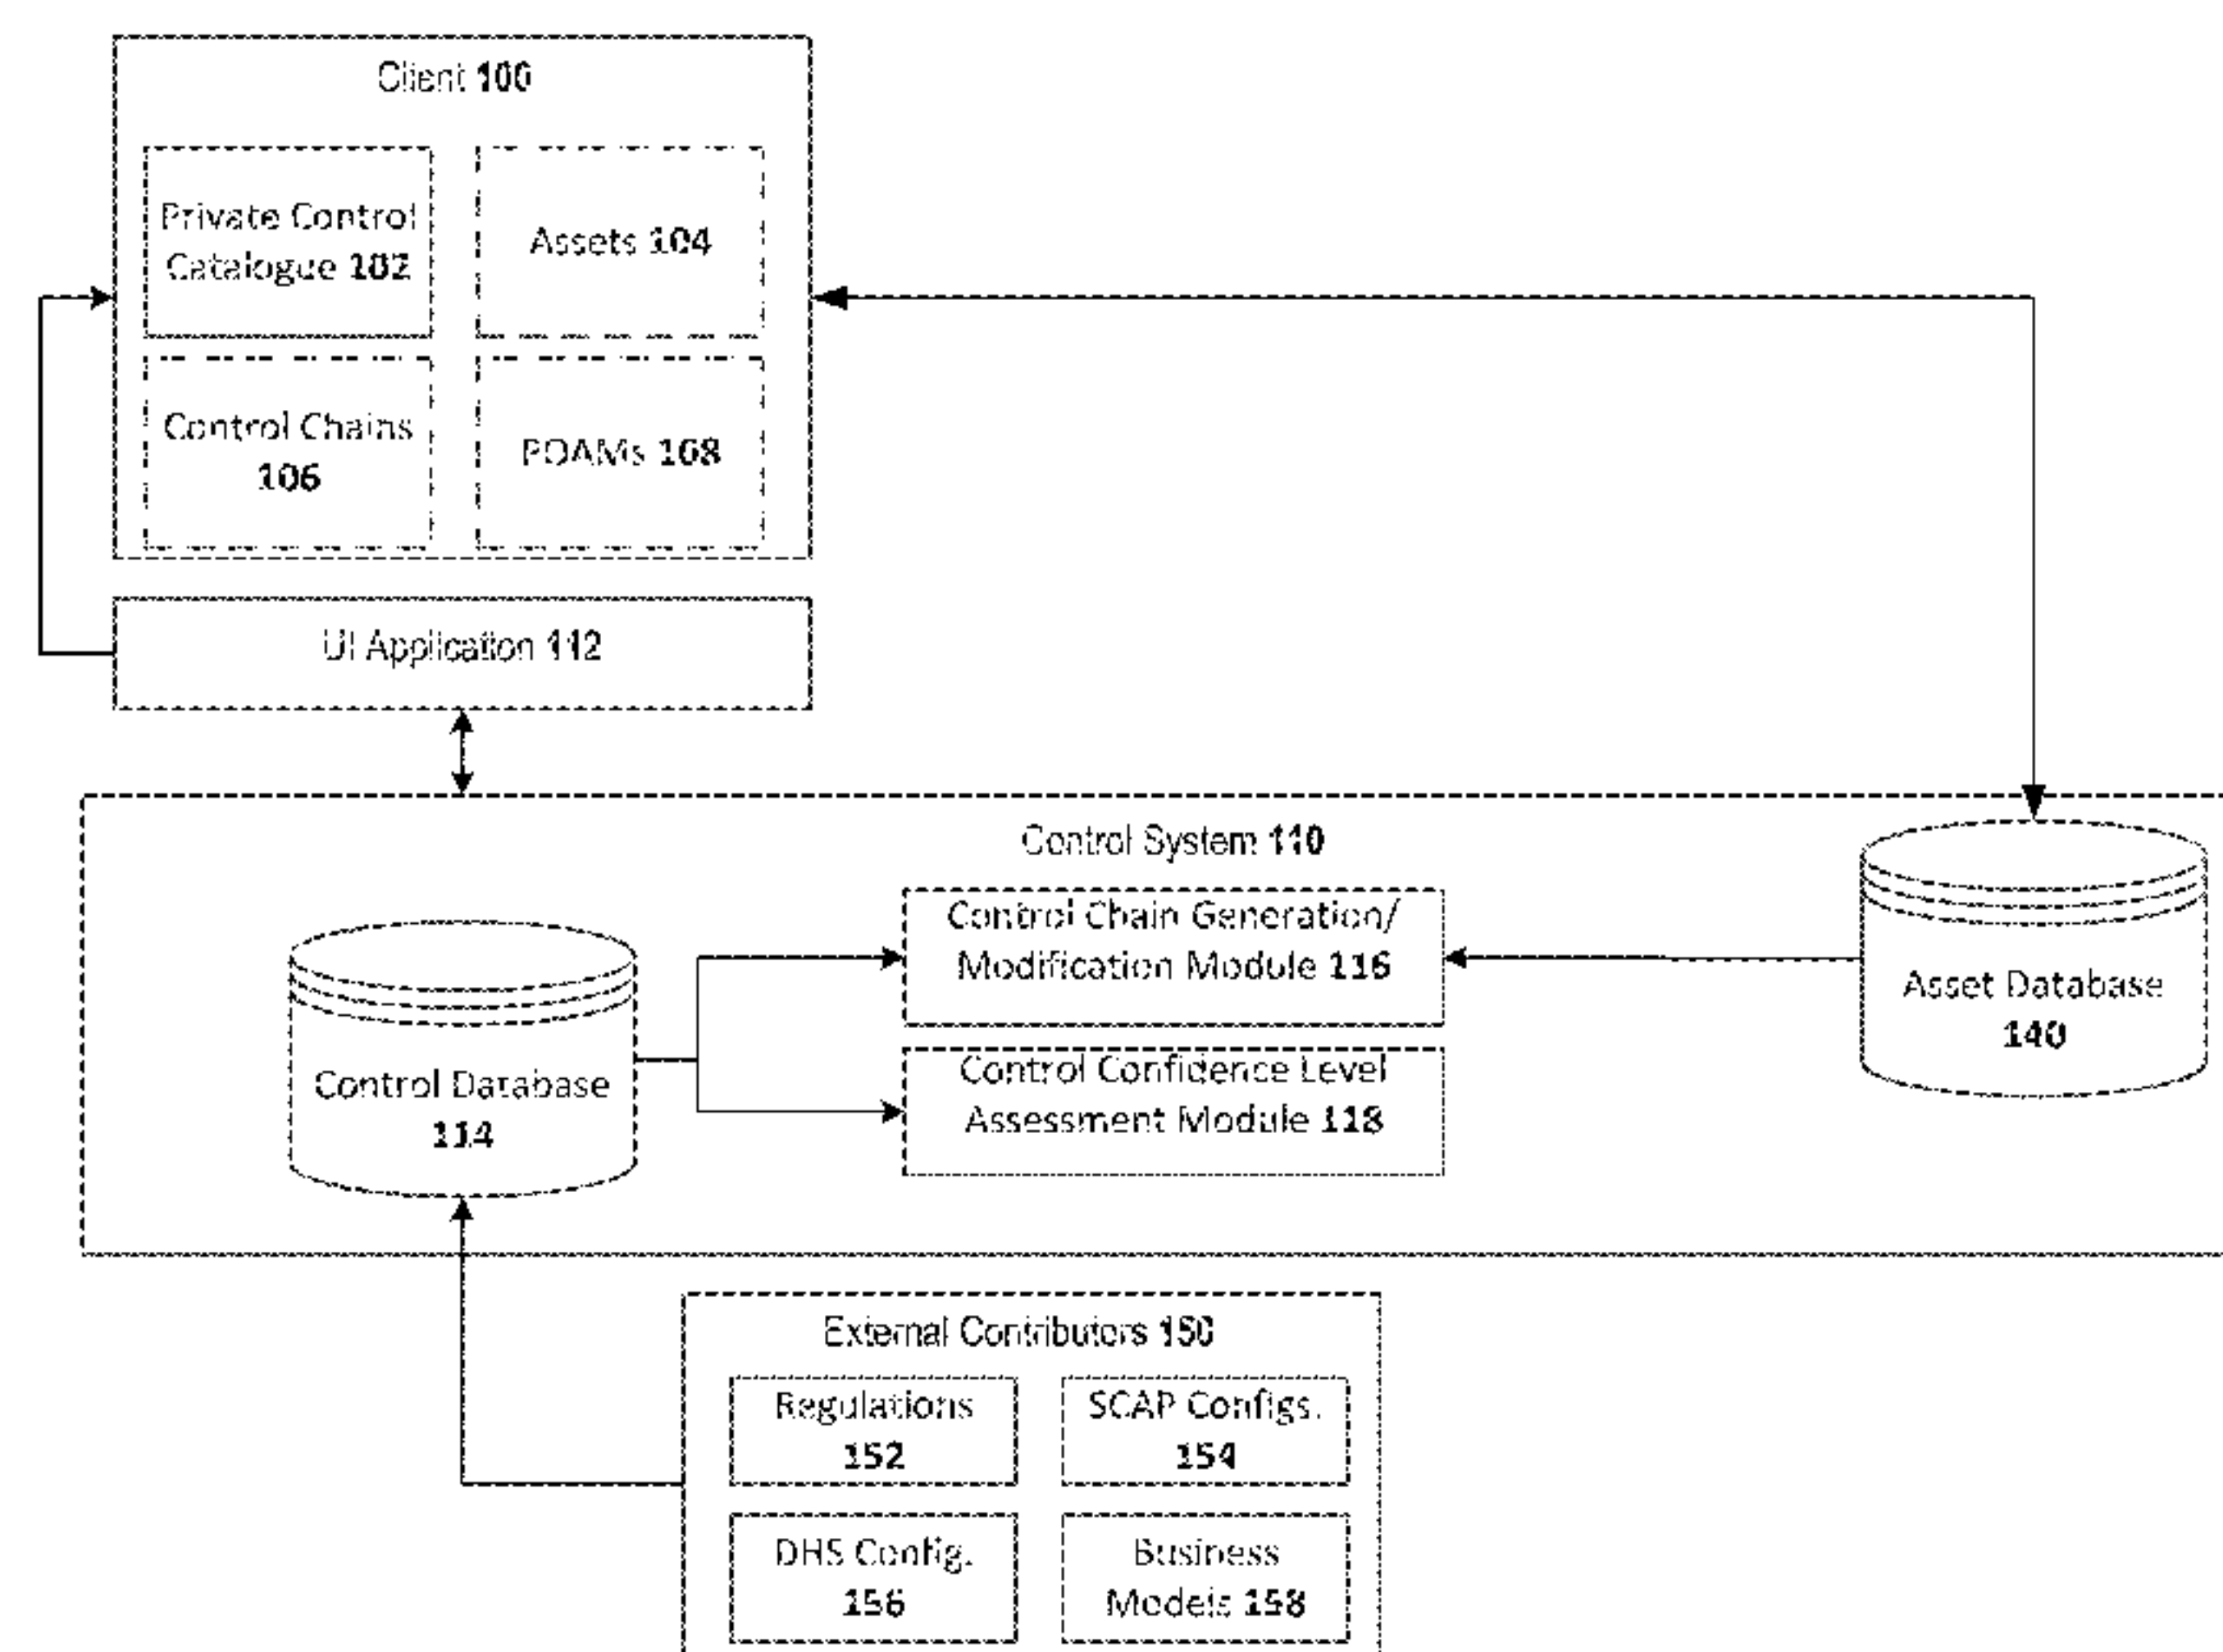 Client 100
Private Control
Catalogue 102
Assets 104
Control Chains
106
POAMs 108
UI Application 112
Control System 110
Control Chain Generation/
Modification Module 116
Control Confidence Level
Assessment Module 118
Control Database
114
Asset Database
140
External Contributors 150
Regulations
152
SCAP Configs.
154
DHS Config.
156
Business
Models 158